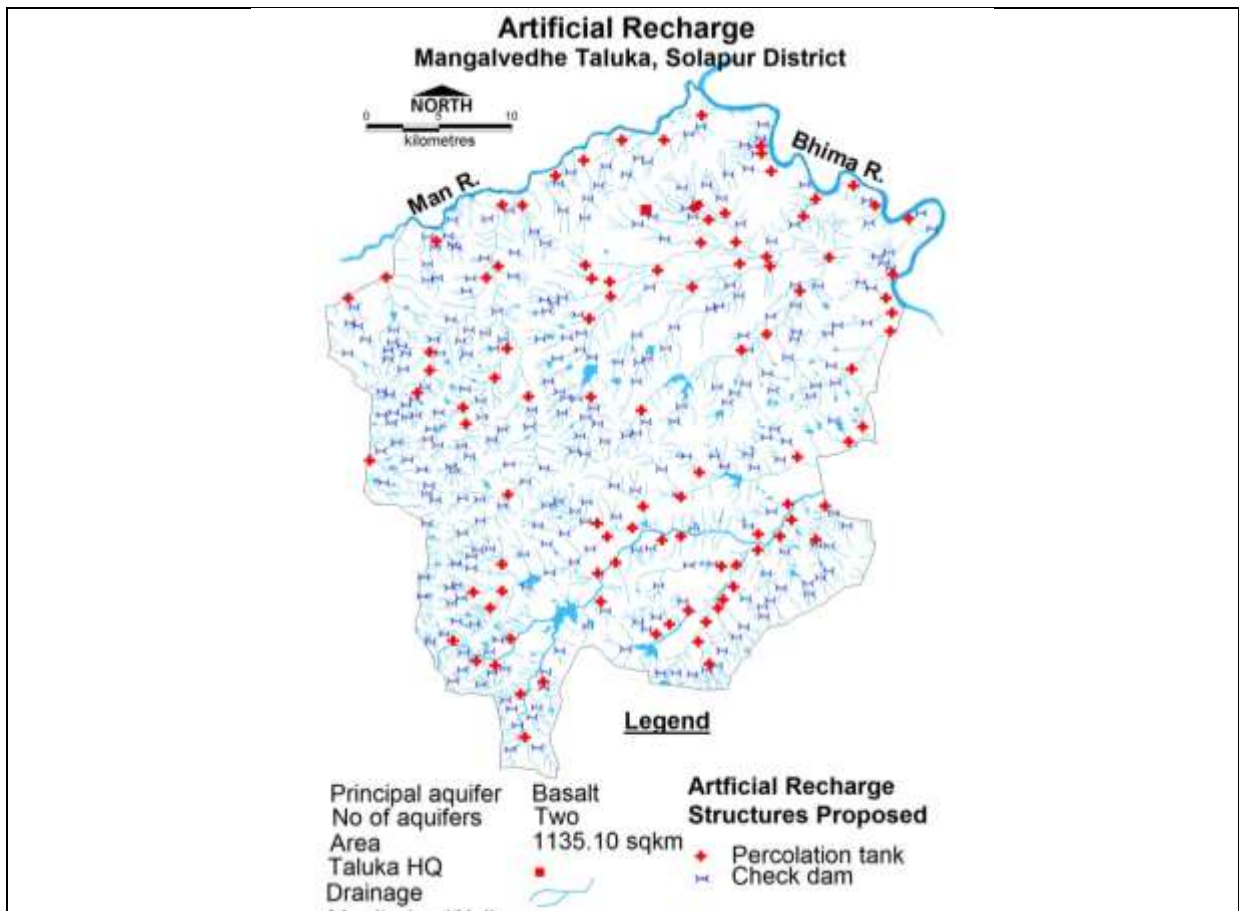 Artificial Recharge
Mangalvedhe Taluka, Solapur District
NORTH
0 5 10
kilometres
Man R.
Bhima R.
Legend
Principal aquifer Basalt
No of aquifers Two
Area 1135.10 sqkm
Taluka HQ
Drainage
Artficial Recharge
Structures Proposed
Percolation tank
Check dam